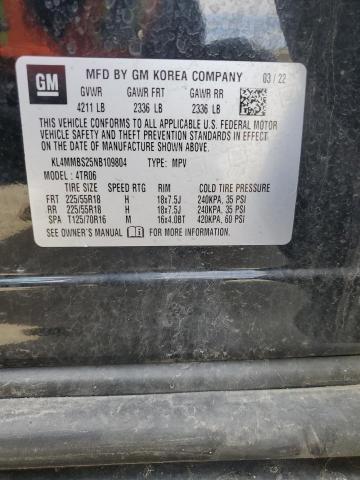 GM MFD BY GM KOREA COMPANY 03/22
GVWR GAWR FRT GAWR RR
4211 LB 2336 LB 2336 LB
THIS VEHICLE CONFORMS TO ALL APPLICABLE U.S. FEDERAL MOTOR
VEHICLE SAFETY AND THEFT PREVENTION STANDARDS IN EFFECT
ON THE DATE OF MANUFACTURE SHOWN ABOVE.
KL4MMBS25NB109804 TYPE: MPV
MODEL: 4TR06
TIRE SIZE SPEED RTG RIM COLD TIRE PRESSURE
FRT 225/55R18 H 18x7.5J 240KPA, 35 PSI
RR 225/55R18 H 18x7.5J 240KPA, 35 PSI
SPA T125/70R16 M 16x4.0BT 420KPA, 60 PSI
SEE OWNER'S MANUAL FOR MORE INFORMATION.